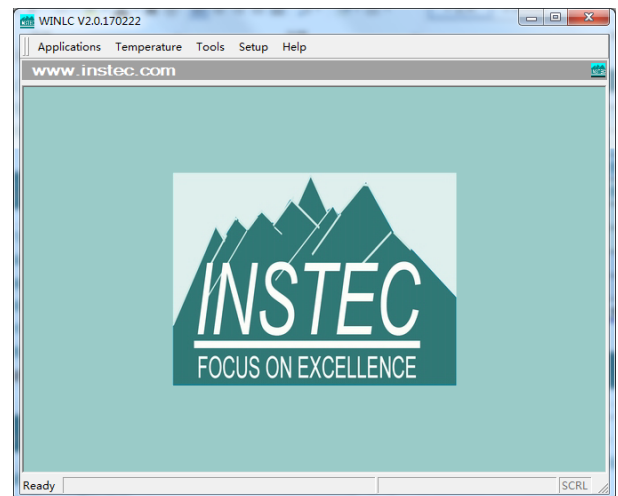 WINLC V2.0.170222
Applications Temperature Tools Setup Help
www.instec.com
INSTEC
FOCUS ON EXCELLENCE
Ready SCRL